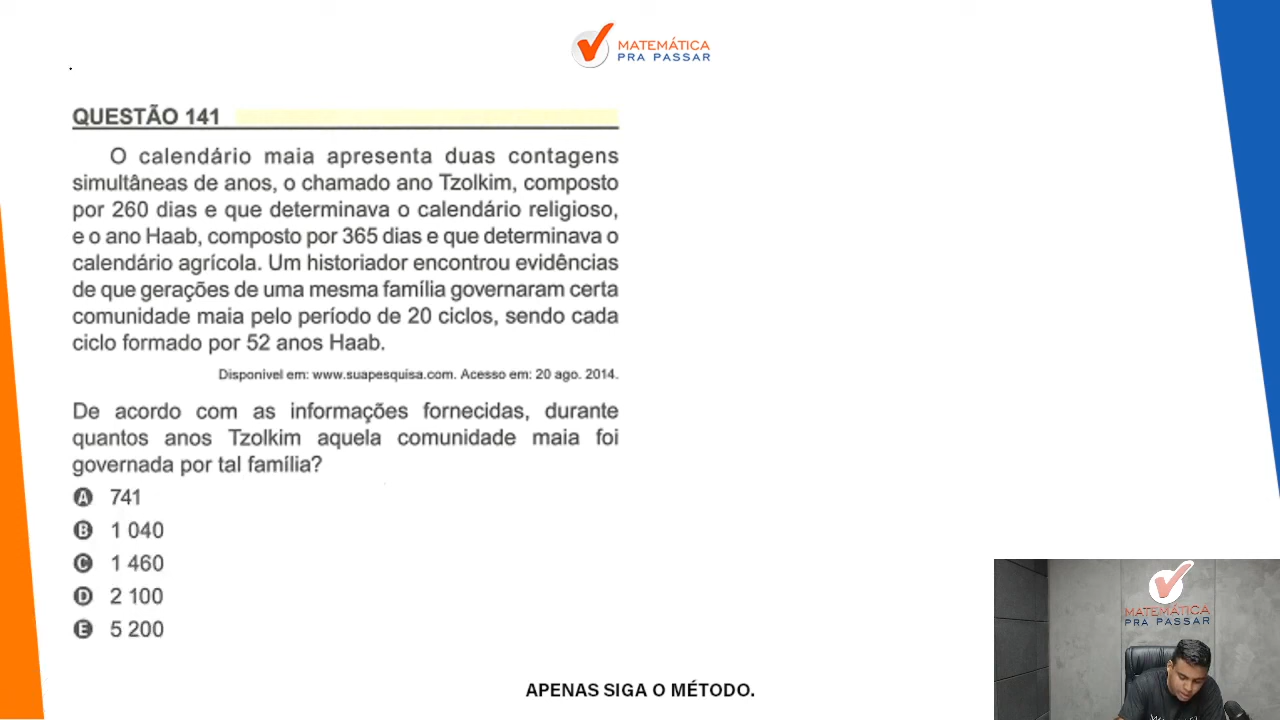 MATEMÁTICA
PRA PASSAR
QUESTÃO 141
O calendário maia apresenta duas contagens
simultâneas de anos, o chamado ano Tzolkim, composto
por 260 dias e que determinava o calendário religioso,
e o ano Haab, composto por 365 dias e que determinava o
calendário agrícola. Um historiador encontrou evidências
de que gerações de uma mesma família governaram certa
comunidade maia pelo período de 20 ciclos, sendo cada
ciclo formado por 52 anos Haab.
Disponível em: www.suapesquisa.com. Acesso em: 20 ago. 2014.
De acordo com as informações fornecidas, durante
quantos anos Tzolkim aquela comunidade maia foi
governada por tal família?
A 741
B 1 040
C 1 460
D 2 100
E 5 200
MATEMÁTICA
PRA PASSAR
APENAS SIGA O MÉTODO.